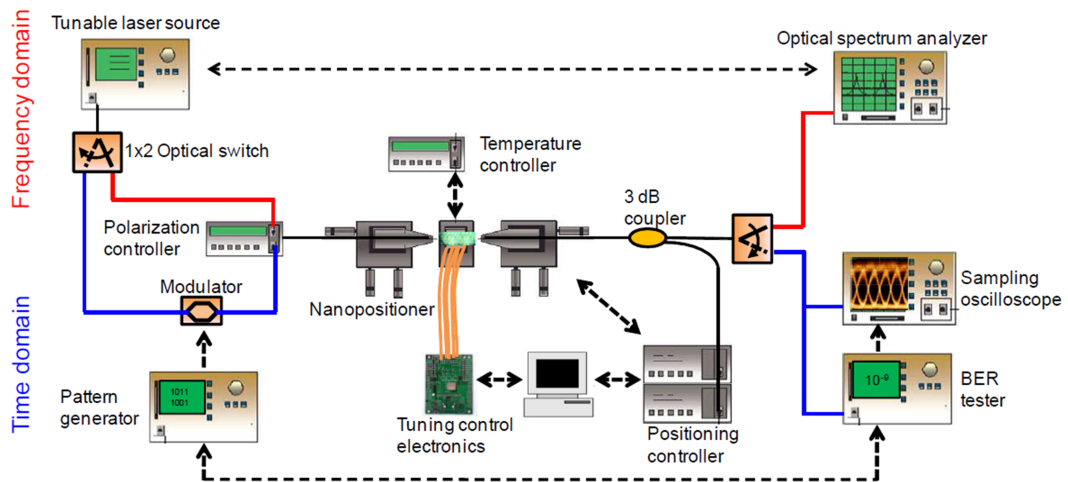 Tunable laser source
Frequency domain
Optical spectrum analyzer
1x2 Optical switch
Temperature
controller
3 dB
coupler
Polarization
controller
Modulator
Nanopositioner
Sampling
oscilloscope
Time domain
Pattern
generator
1011
1001
Tuning control
electronics
Positioning
controller
10⁻⁹
BER
tester